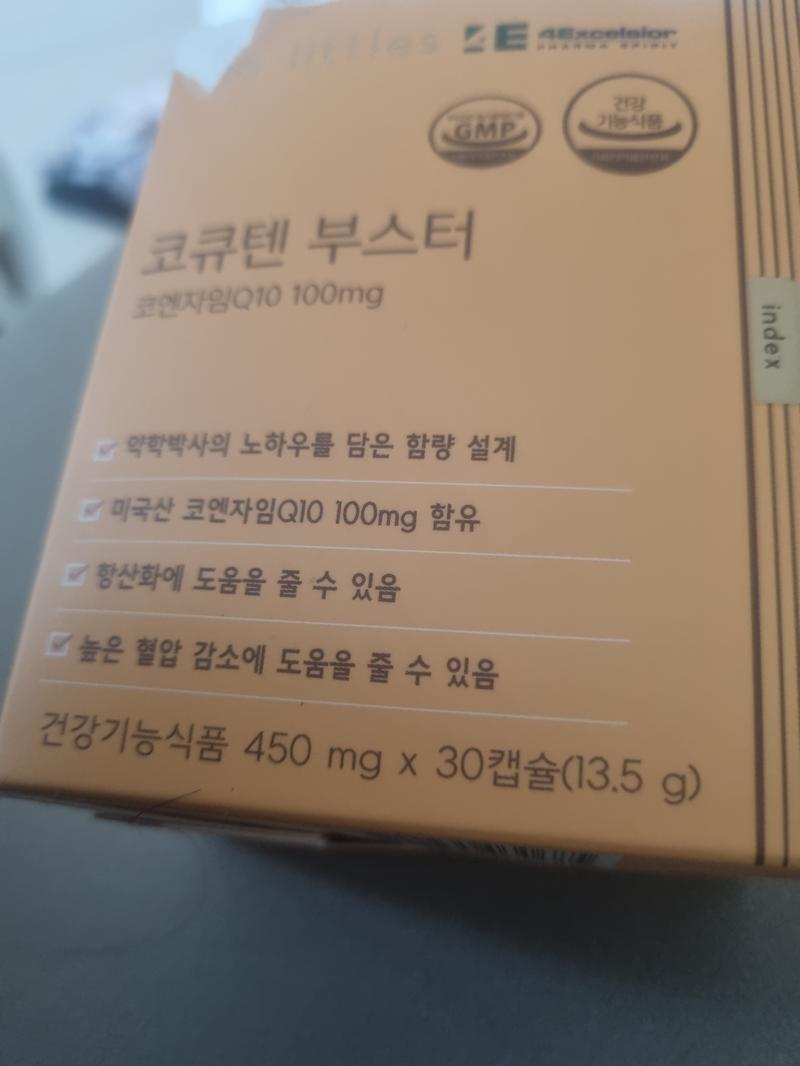 littles
4E 4Excelsior
PHARMA SPIRIT
GMP
건강
기능식품
코큐텐 부스터
코엔자임Q10 100mg
index
약학박사의 노하우를 담은 함량 설계
미국산 코엔자임Q10 100mg 함유
항산화에 도움을 줄 수 있음
높은 혈압 감소에 도움을 줄 수 있음
건강기능식품 450 mg x 30캡슐(13.5 g)